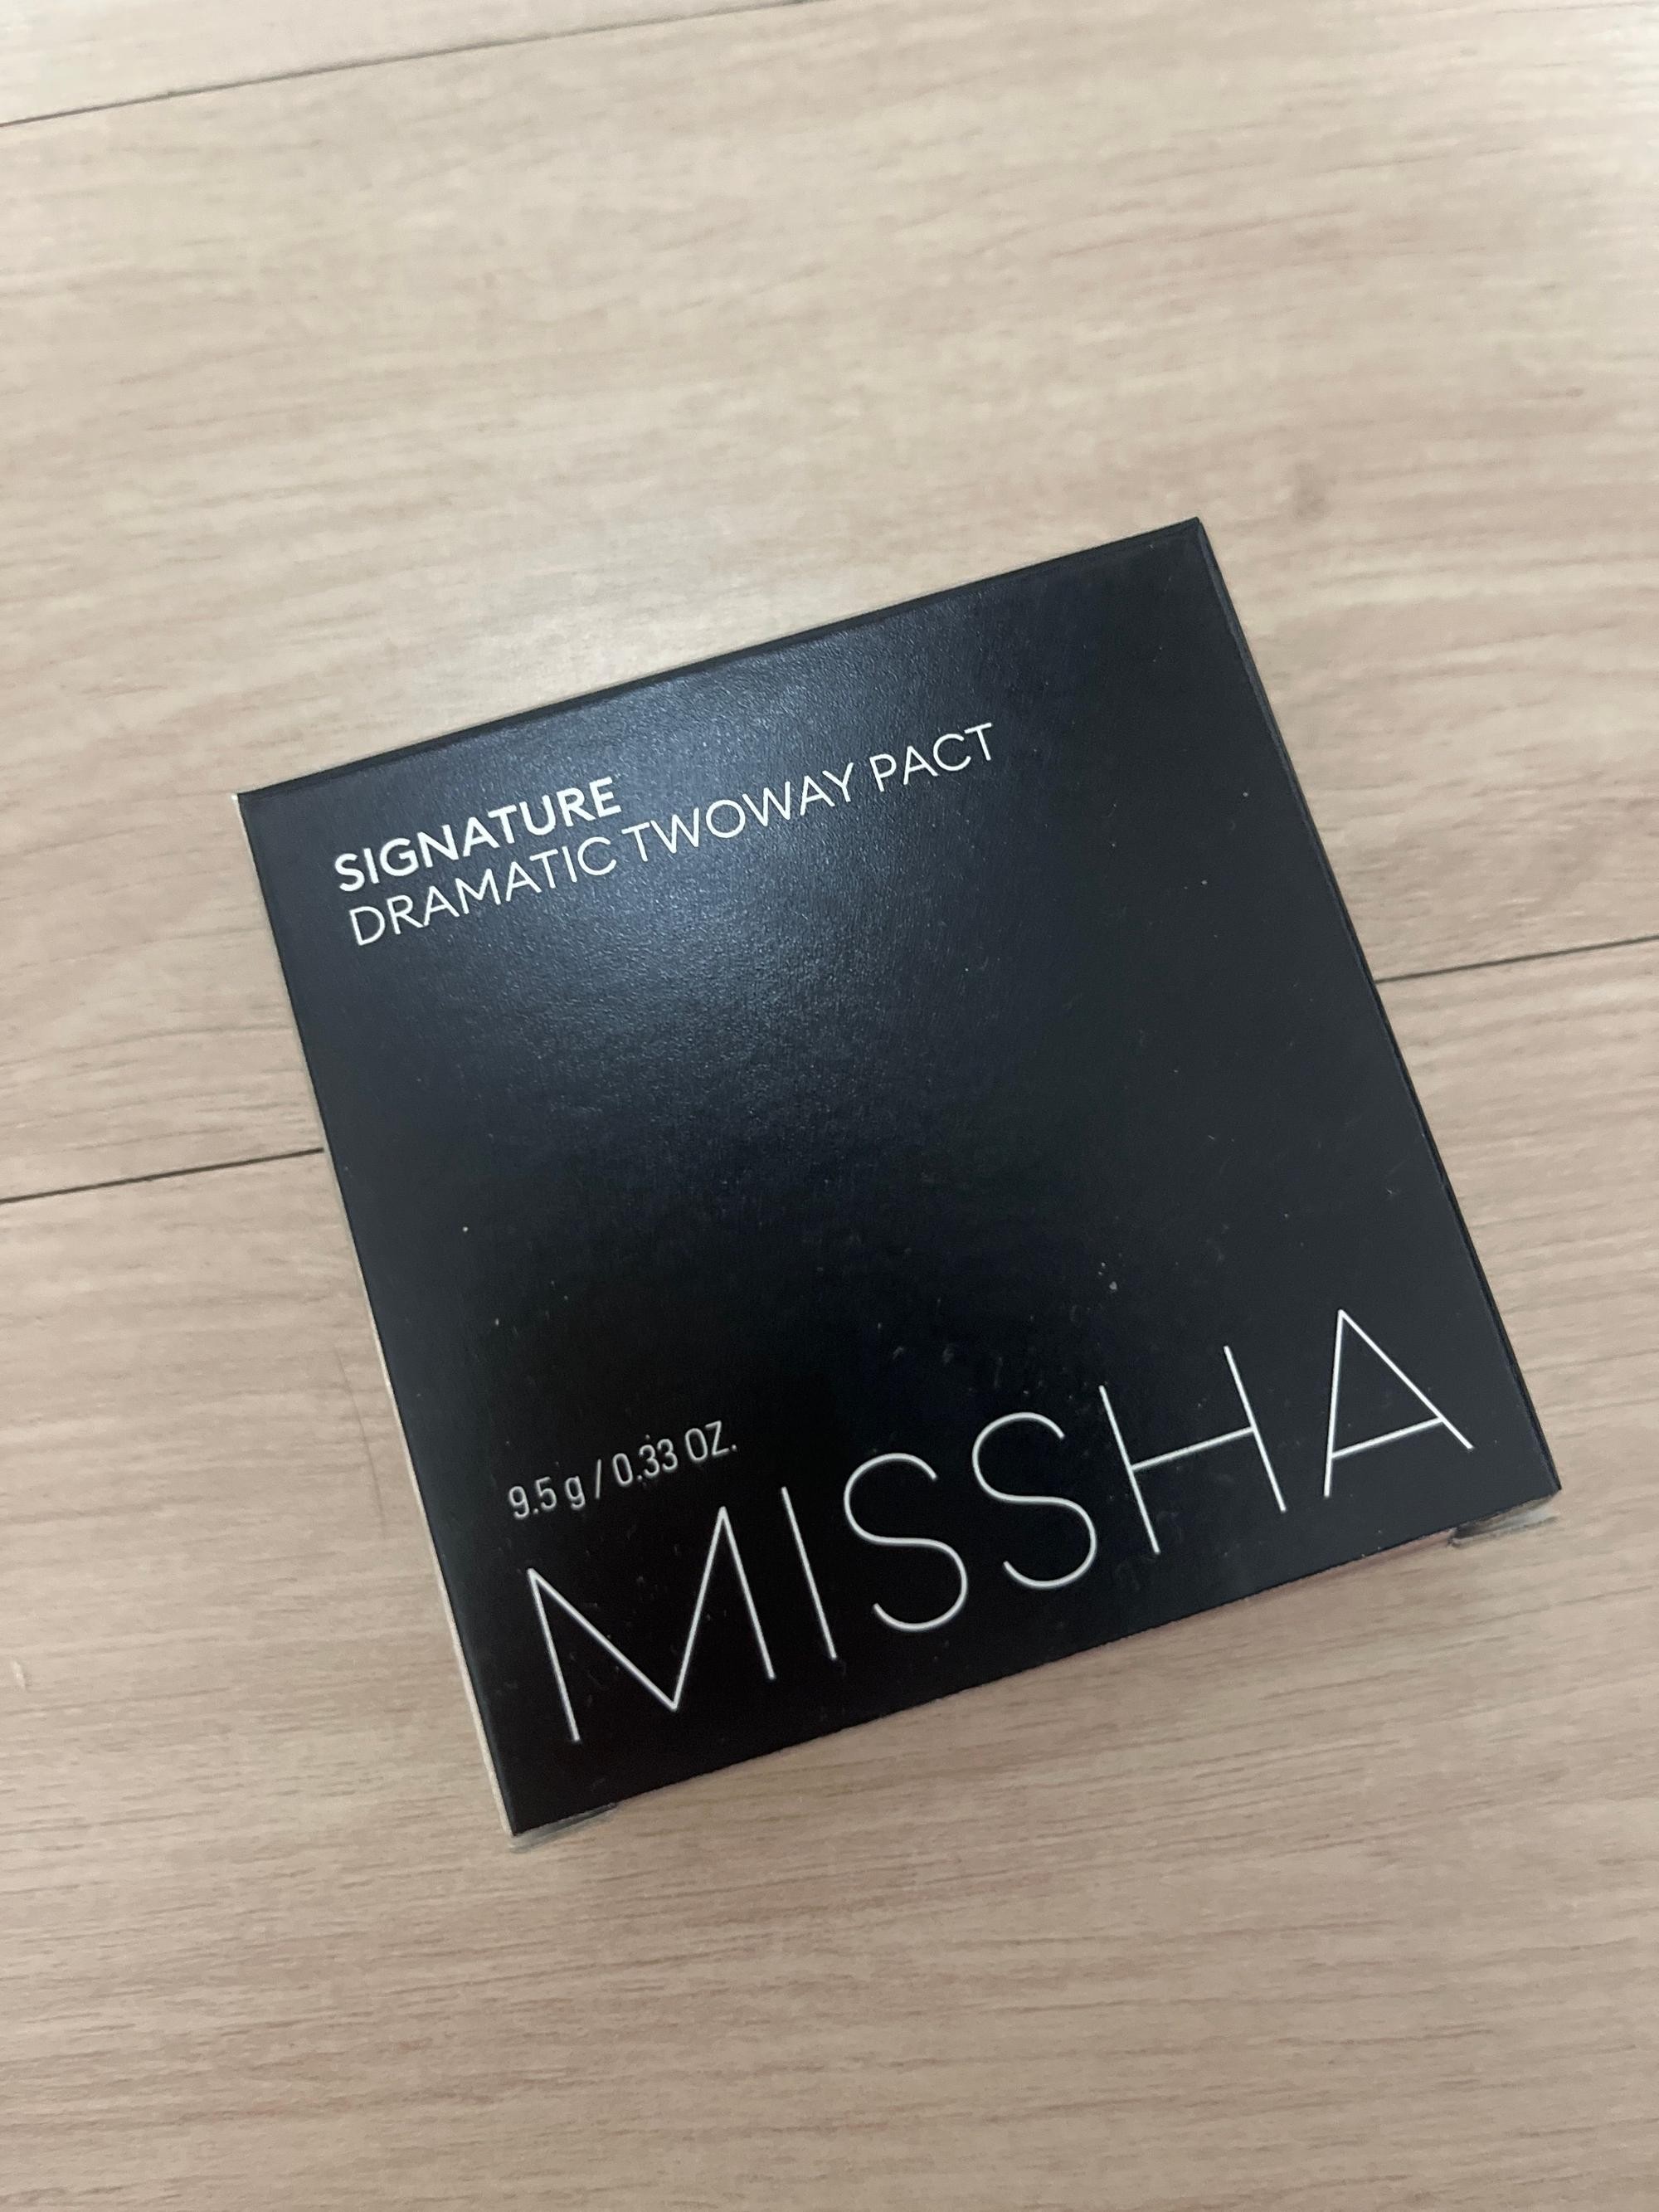 SIGNATURE
DRAMATIC TWOWAY PACT
9.5 g / 0.33 OZ.
MISSHA